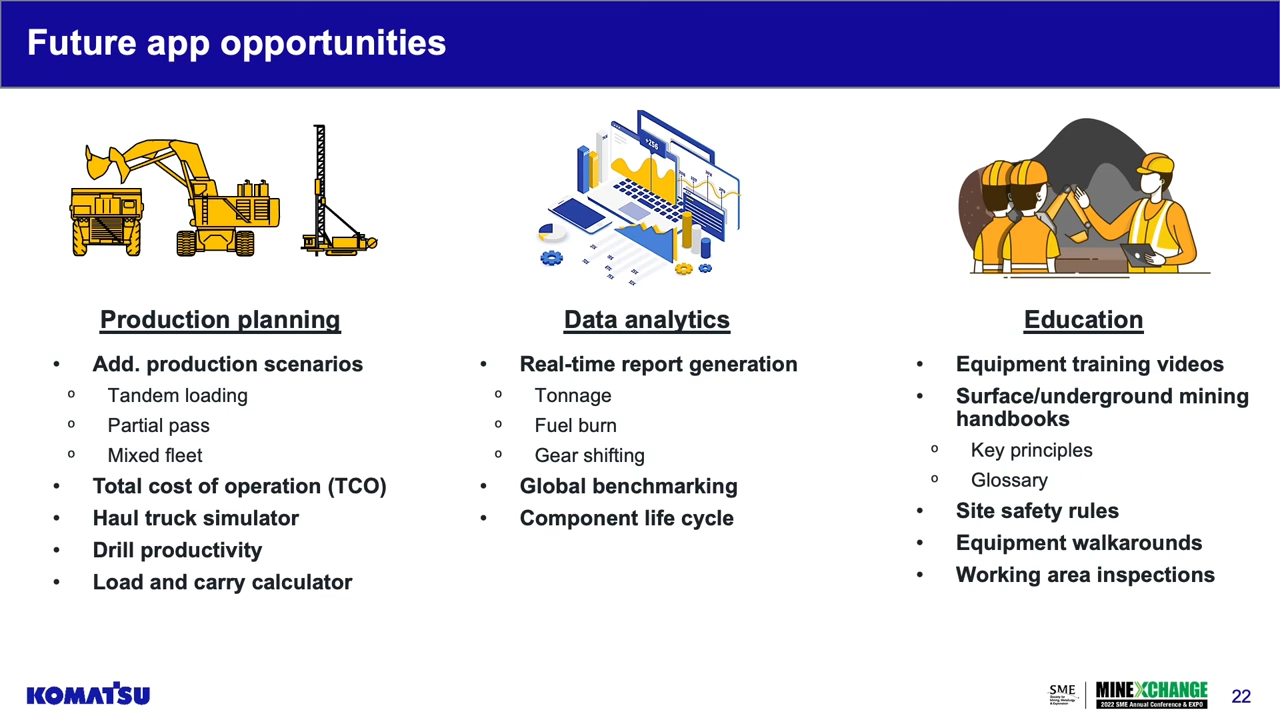 Future app opportunities
+256
Production planning
• Add. production scenarios
o Tandem loading
o Partial pass
o Mixed fleet
• Total cost of operation (TCO)
• Haul truck simulator
• Drill productivity
• Load and carry calculator
Data analytics
• Real-time report generation
o Tonnage
o Fuel burn
o Gear shifting
• Global benchmarking
• Component life cycle
Education
• Equipment training videos
• Surface/underground mining
handbooks
o Key principles
o Glossary
• Site safety rules
• Equipment walkarounds
• Working area inspections
KOMATSU
SME
MINEXCHANGE
2022 SME Annual Conference & EXPO
22